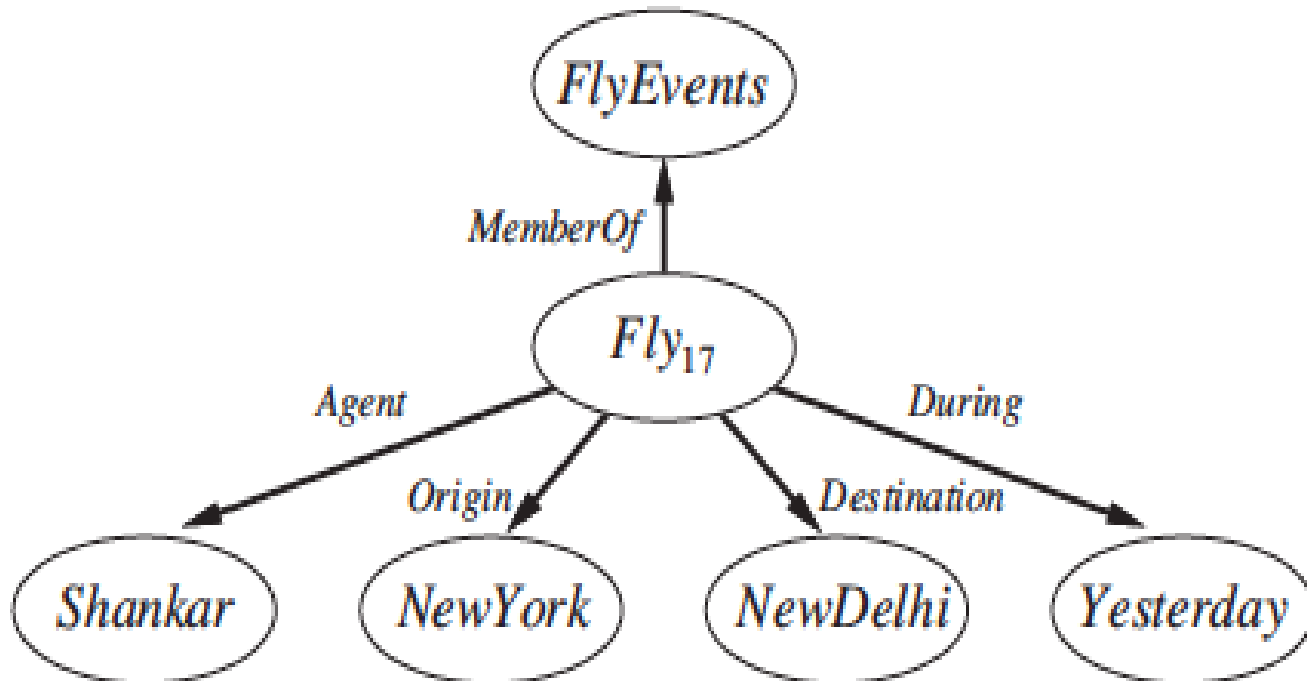 FlyEvents
MemberOf
Fly₁₇
Agent
During
Origin
Destination
Shankar
NewYork
NewDelhi
Yesterday